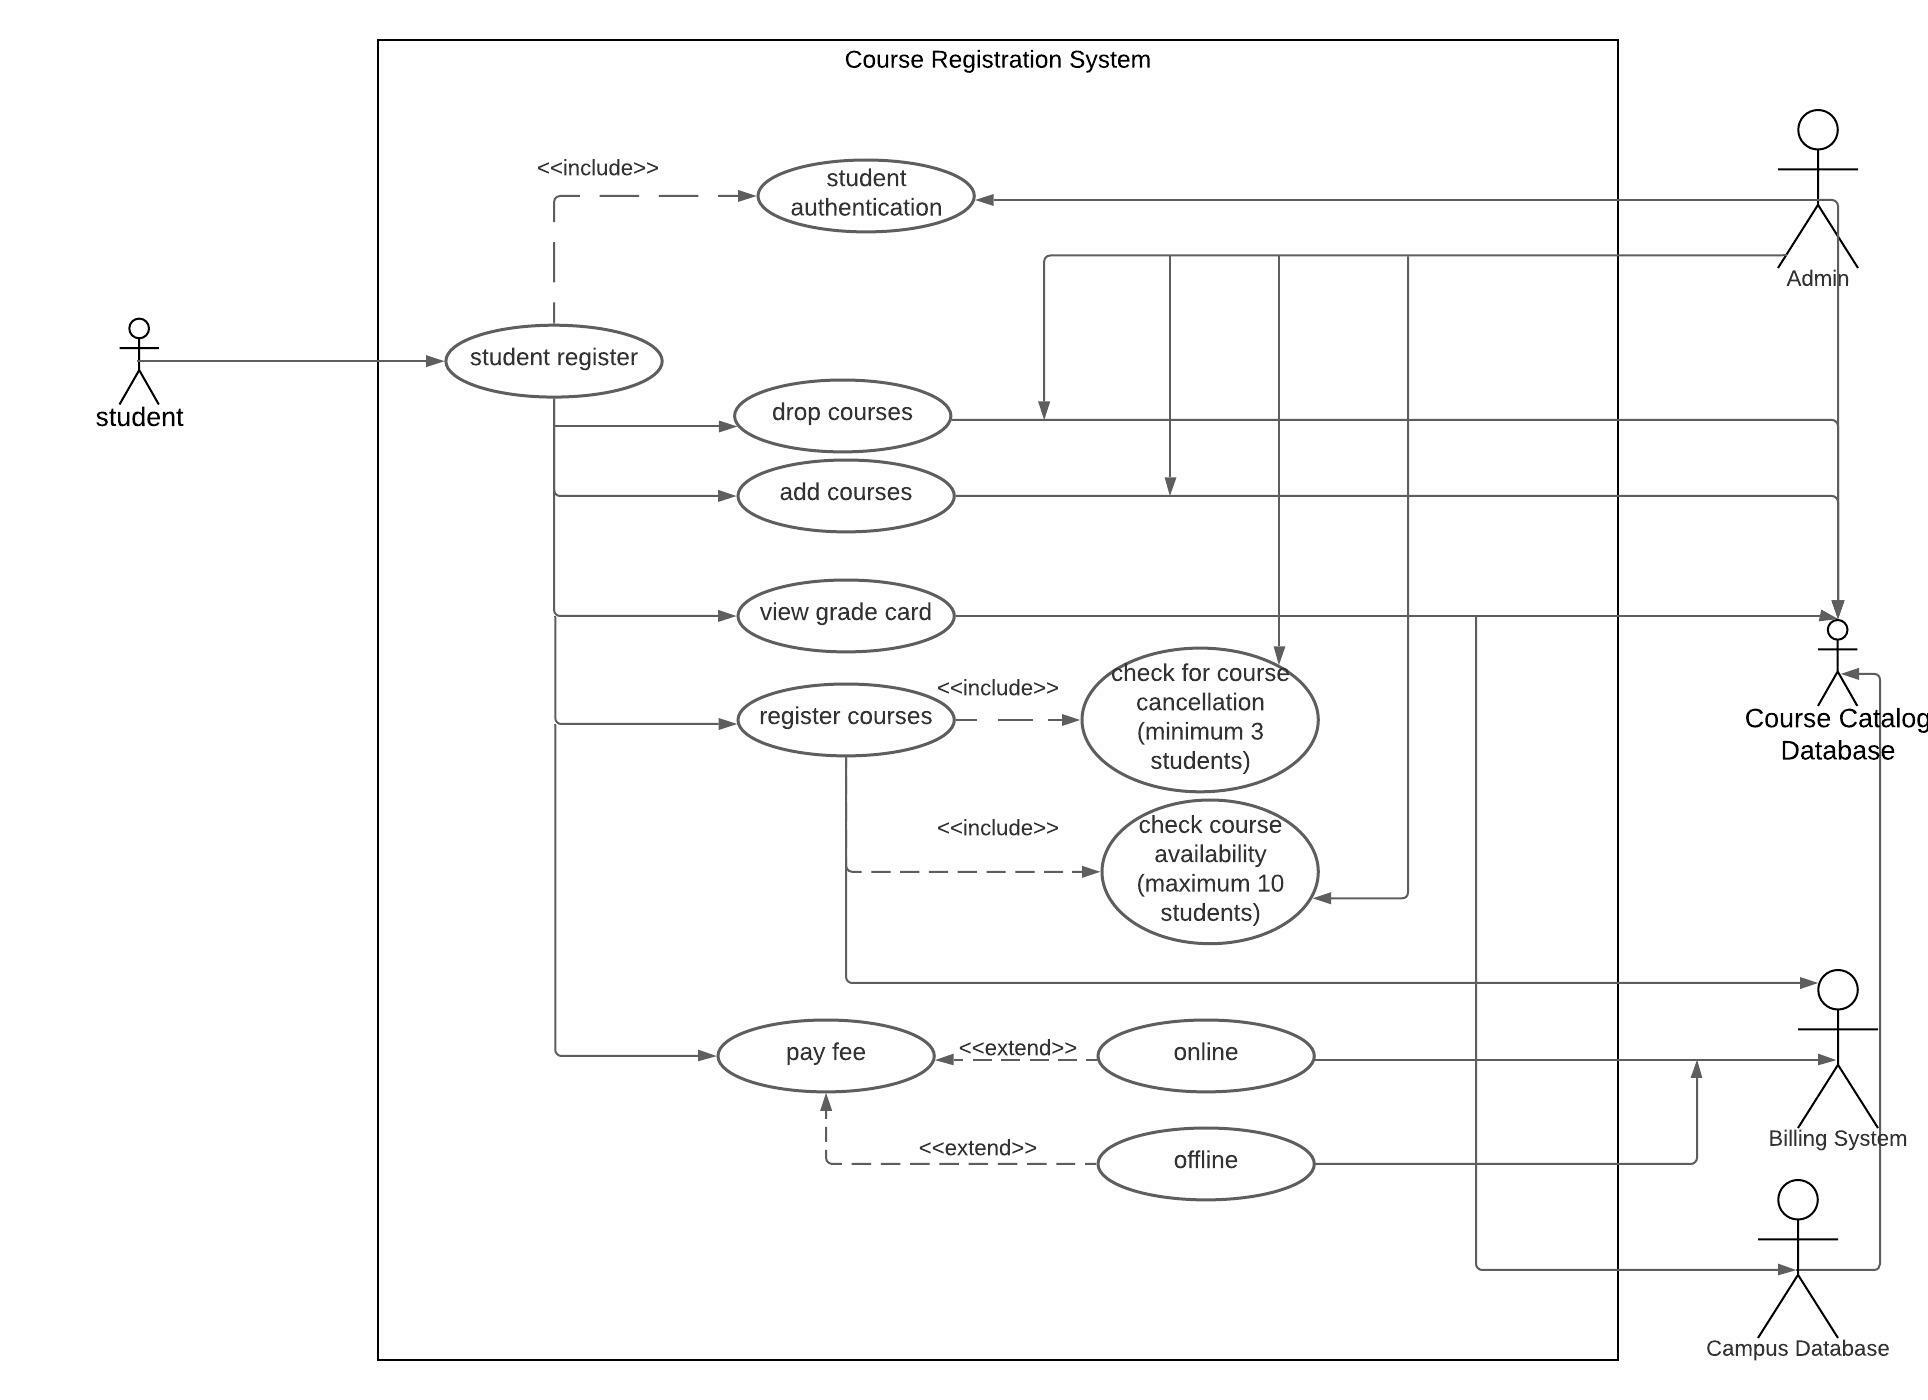 Course Registration System
<<include>>
student
authentication
Admin
student register
student
drop courses
add courses
view grade card
<<include>>
register courses
check for course
cancellation
(minimum 3
students)
Course Catalog
Database
<<include>>
check course
availability
(maximum 10
students)
pay fee
<<extend>>
online
<<extend>>
offline
Billing System
Campus Database